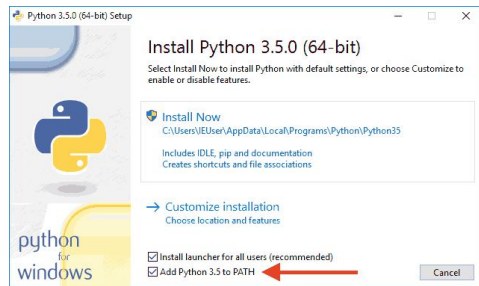 Python 3.5.0 (64-bit) Setup
Install Python 3.5.0 (64-bit)
Select Install Now to install Python with default settings, or choose Customize to
enable or disable features.
Install Now
C:\Users\IEUser\AppData\Local\Programs\Python\Python35
Includes IDLE, pip and documentation
Creates shortcuts and file associations
Customize installation
Choose location and features
python
for
windows
Install launcher for all users (recommended)
Add Python 3.5 to PATH
Cancel